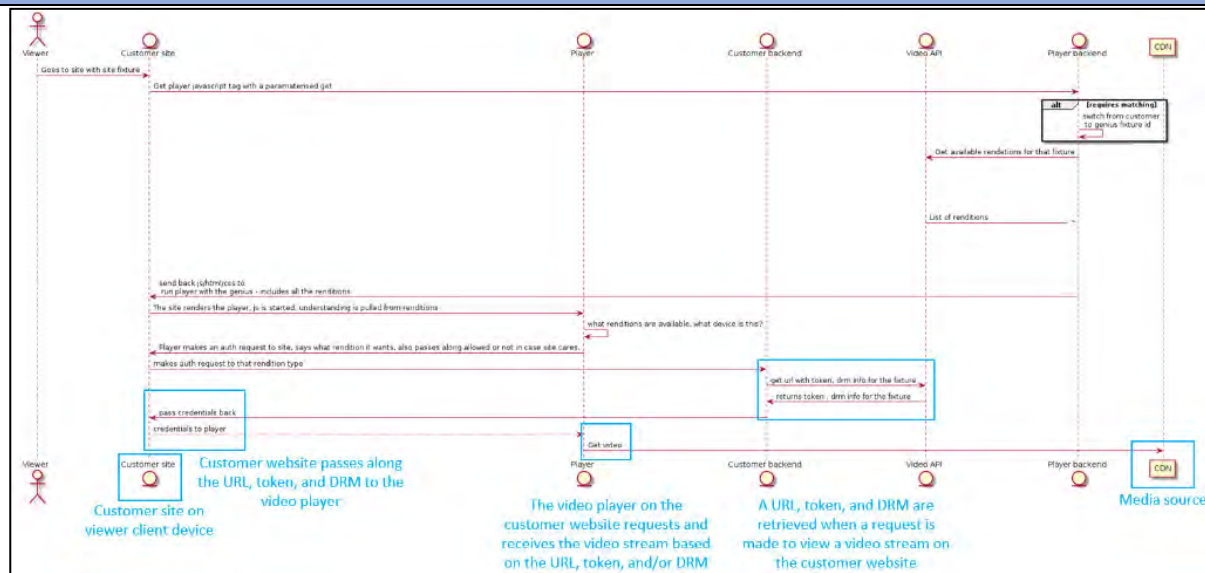 Viewer
Customer site
Player
Customer backend
Video API
Player backend
CDN
Goes to site with site fixture
Get player javascript tag with a paramaterised get
alt
[requires matching]
switch from customer
to genius fixture id
Get available renditions for that fixture
List of renditions
send back js/html/css to
run player with the genius - includes all the renditions
The site renders the player, js is started, understanding is pulled from renditions
what renditions are available, what device is this?
Player makes an auth request to site, says what rendition it wants, also passes along allowed or not in case site cares.
makes auth request to that rendition type
get url with token, drm info for the fixture
returns token , drm info for the fixture
pass credentials back
credentials to player
Get video
Viewer
Customer site
Player
Customer backend
Video API
Player backend
CDN
Customer site on
viewer client device
Customer website passes along
the URL, token, and DRM to the
video player
The video player on the
customer website requests and
receives the video stream based
on the URL, token, and/or DRM
A URL, token, and DRM are
retrieved when a request is
made to view a video stream on
the customer website
Media source